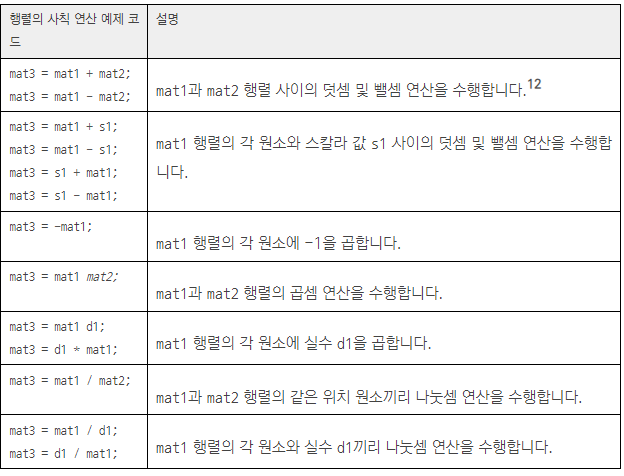 행렬의 사칙 연산 예제 코
드
설명
mat3 = mat1 + mat2;
mat3 = mat1 - mat2;
mat1과 mat2 행렬 사이의 덧셈 및 뺄셈 연산을 수행합니다.12
mat3 = mat1 + s1;
mat3 = mat1 - s1;
mat3 = s1 + mat1;
mat3 = s1 - mat1;
mat1 행렬의 각 원소와 스칼라 값 s1 사이의 덧셈 및 뺄셈 연산을 수행합
니다.
mat3 = -mat1;
mat1 행렬의 각 원소에 -1을 곱합니다.
mat3 = mat1 mat2;
mat1과 mat2 행렬의 곱셈 연산을 수행합니다.
mat3 = mat1 d1;
mat3 = d1 * mat1;
mat1 행렬의 각 원소에 실수 d1을 곱합니다.
mat3 = mat1 / mat2;
mat1과 mat2 행렬의 같은 위치 원소끼리 나눗셈 연산을 수행합니다.
mat3 = mat1 / d1;
mat3 = d1 / mat1;
mat1 행렬의 각 원소와 실수 d1끼리 나눗셈 연산을 수행합니다.